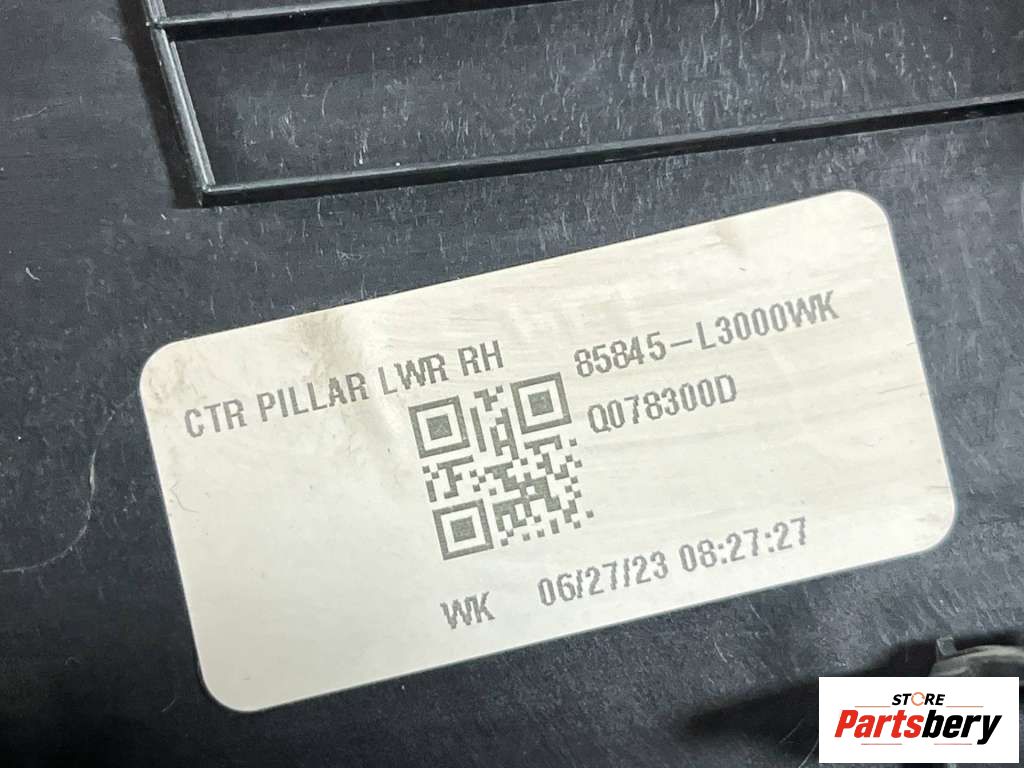 CTR PILLAR LWR RH 85845-L3000WK
Q078300D
WK 06/27/23 08:27:27
STORE
Partsbery